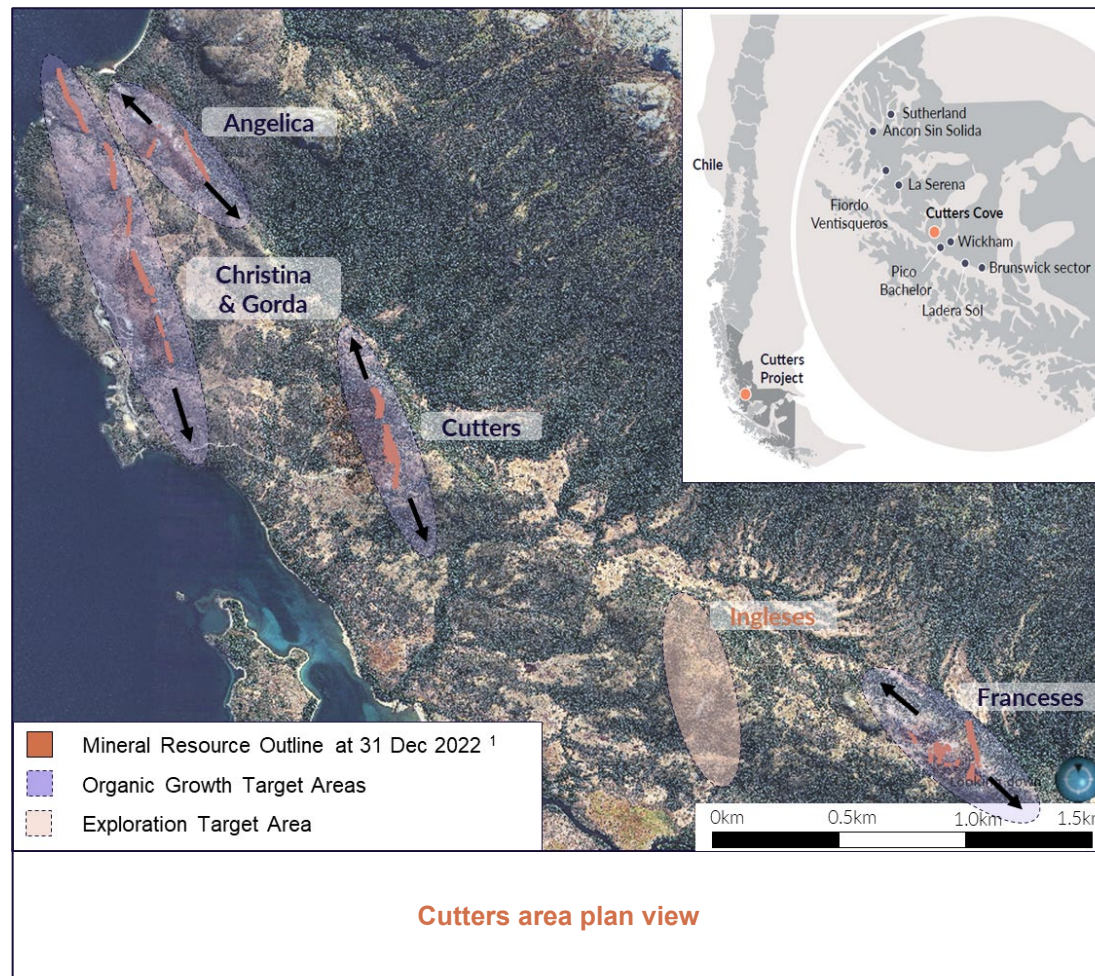 Angelica
Christina
& Gorda
Cutters
Ingleses
Franceses
Chile
Cutters
Project
Sutherland
Ancon Sin Solida
La Serena
Fiordo
Ventisqueros
Cutters Cove
Wickham
Pico
Bachelor
Brunswick sector
Ladera Sol
Mineral Resource Outline at 31 Dec 2022 ¹
Organic Growth Target Areas
Exploration Target Area
down
0km
0.5km
1.0km
1.5km
Cutters area plan view